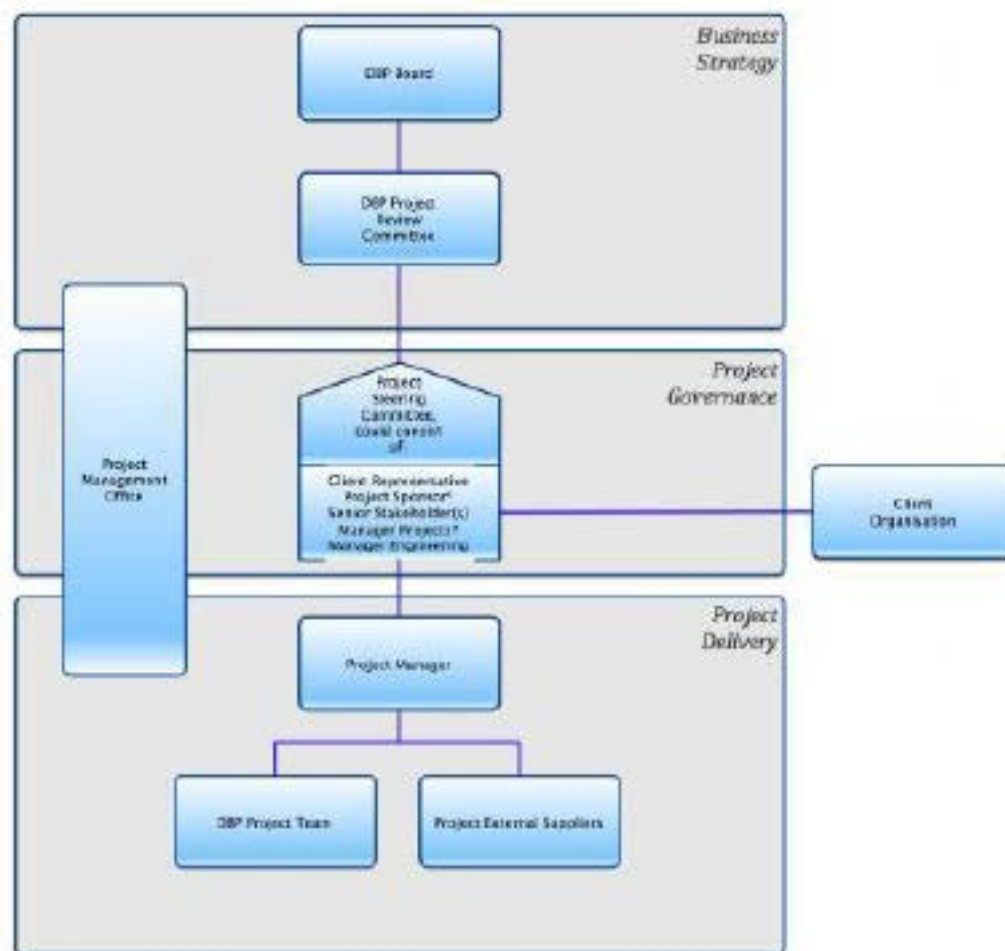 Business
Strategy
DBP Board
DBP Project
Review
Committee
Project
Governance
Project
Steering
Committee,
could consist
of:
Client Representative
Project Sponsor*
Senior Stakeholder(s)
Manager Projects*
Manager Engineering
Project
Management
Office
Client
Organisation
Project
Delivery
Project Manager
DBP Project Team
Project External Suppliers